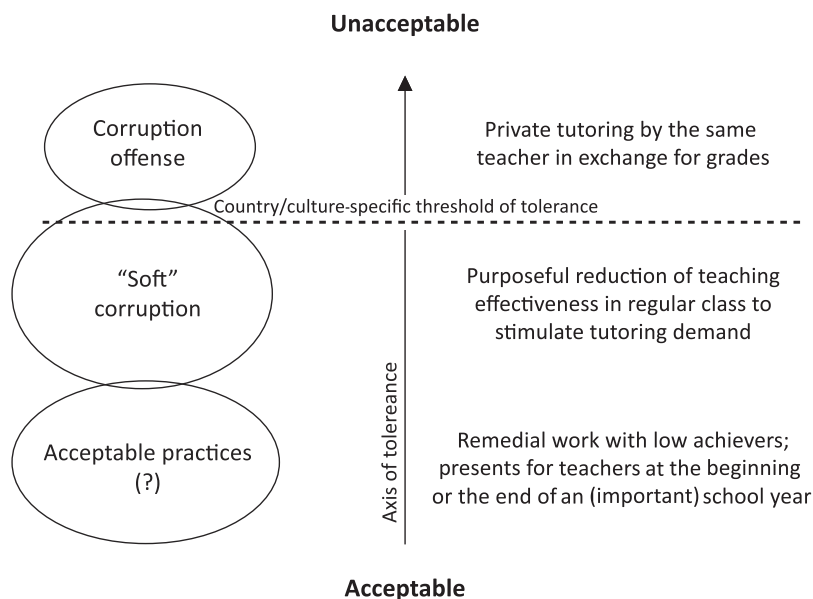 Unacceptable
Corruption
offense
Private tutoring by the same
teacher in exchange for grades
Country/culture-specific threshold of tolerance
“Soft”
corruption
Purposeful reduction of teaching
effectiveness in regular class to
stimulate tutoring demand
Axis of tolereance
Acceptable practices
(?)
Remedial work with low achievers;
presents for teachers at the beginning
or the end of an (important) school year
Acceptable